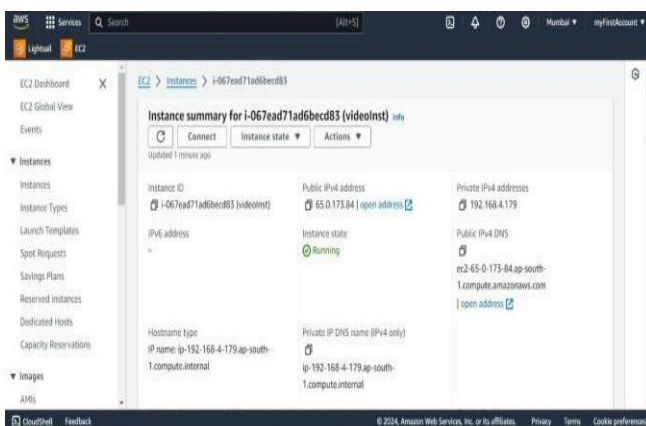 aws
Services
Search
[Alt+S]
Mumbai
myFirstAccount
Lightsail
EC2
EC2 Dashboard
X
EC2 Global View
Events
Instances
Instances
Instance Types
Launch Templates
Spot Requests
Savings Plans
Reserved Instances
Dedicated Hosts
Capacity Reservations
Images
AMIs
EC2 > Instances > i-067ead71ad6becd83
Instance summary for i-067ead71ad6becd83 (videoInst) Info
Connect
Instance state
Actions
Updated 1 minute ago
Instance ID
i-067ead71ad6becd83 (videoInst)
Public IPv4 address
65.0.173.84 | open address
Private IPv4 addresses
192.168.4.179
IPv6 address
-
Instance state
Running
Public IPv4 DNS
ec2-65-0-173-84.ap-south-
1.compute.amazonaws.com
| open address
Hostname type
IP name: ip-192-168-4-179.ap-south-
1.compute.internal
Private IP DNS name (IPv4 only)
ip-192-168-4-179.ap-south-
1.compute.internal
CloudShell
Feedback
© 2024, Amazon Web Services, Inc. or its affiliates.
Privacy
Terms
Cookie preferences